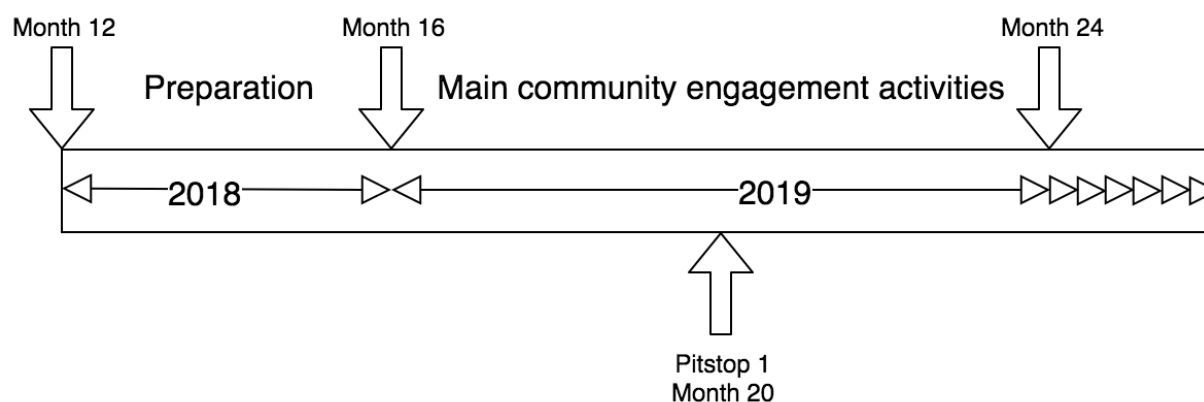 Month 12
Month 16
Month 24
Preparation
Main community engagement activities
2018
2019
Pitstop 1
Month 20